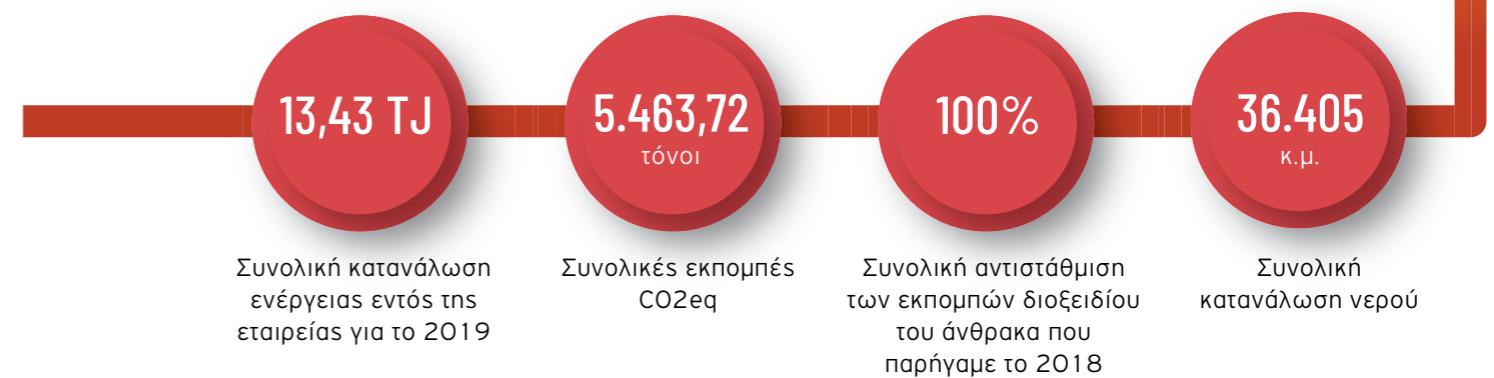 13,43 TJ
Συνολική κατανάλωση
ενέργειας εντός της
εταιρείας για το 2019
5.463,72
τόνοι
Συνολικές εκπομπές
CO2eq
100%
Συνολική αντιστάθμιση
των εκπομπών διοξειδίου
του άνθρακα που
παρήγαμε το 2018
36.405
κ.μ.
Συνολική
κατανάλωση νερού